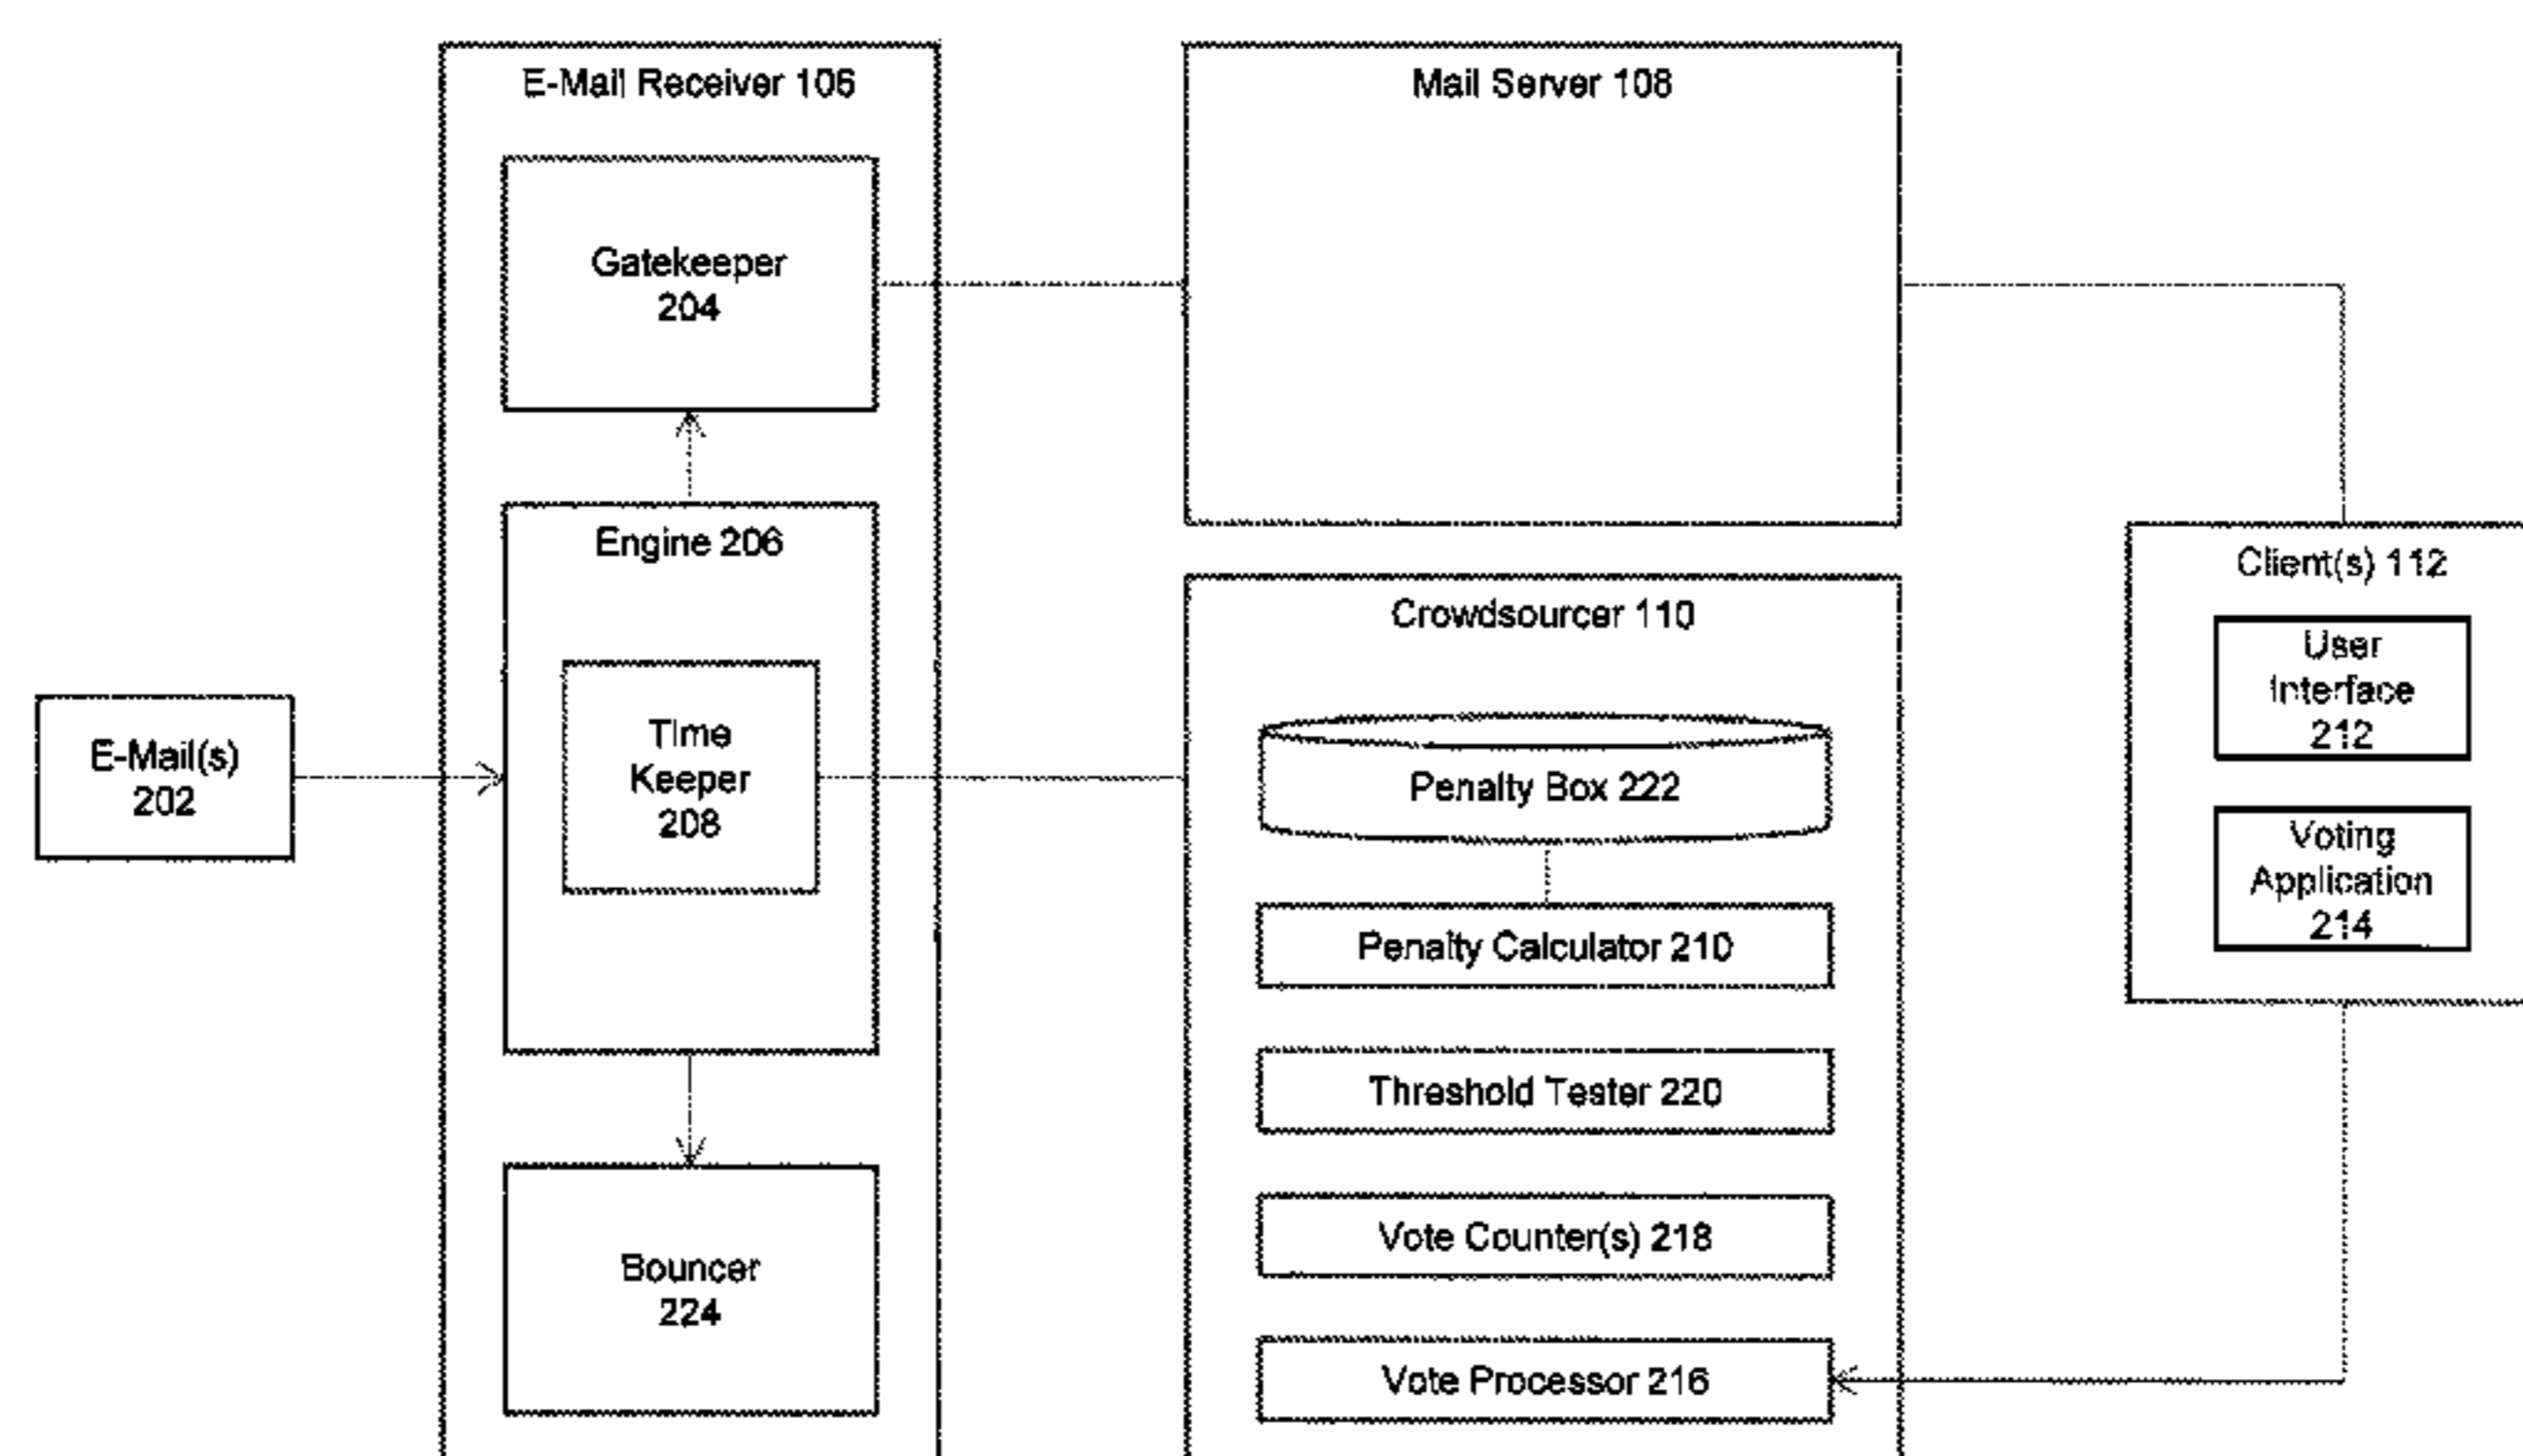 E-Mail Receiver 106
Mail Server 108
Gatekeeper
204
Engine 206
Time
Keeper
208
E-Mail(s)
202
Bouncer
224
Crowdsourcer 110
Penalty Box 222
Penalty Calculator 210
Threshold Tester 220
Vote Counter(s) 218
Vote Processor 216
Client(s) 112
User
Interface
212
Voting
Application
214